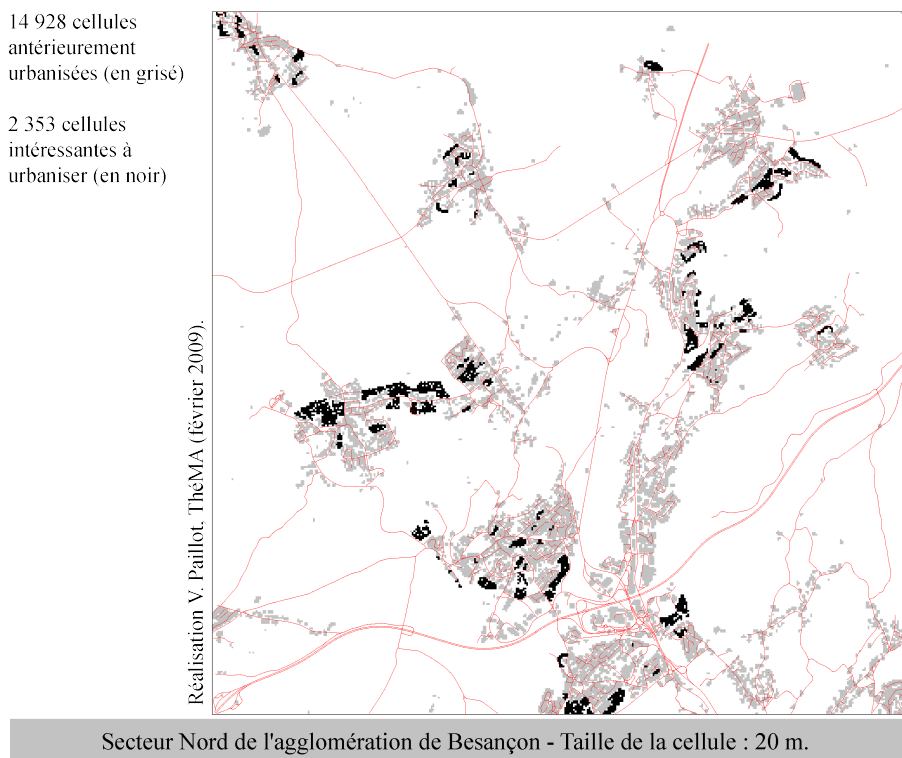 14 928 cellules
antérieurement
urbanisées (en grisé)
2 353 cellules
intéressantes à
urbaniser (en noir)
Réalisation V. Paillot, ThéMA (février 2009).
Secteur Nord de l'agglomération de Besançon - Taille de la cellule : 20 m.